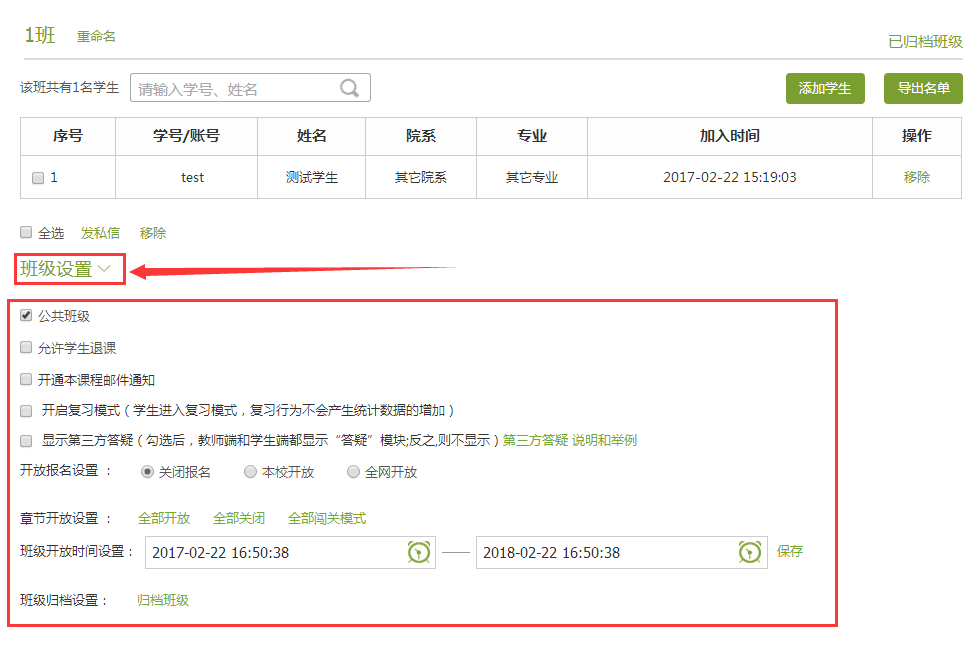 1班 重命名
已归档班级
该班共有1名学生 请输入学号、姓名 添加学生 导出名单
序号 学号/账号 姓名 院系 专业 加入时间 操作
1 test 测试学生 其它院系 其它专业 2017-02-22 15:19:03 移除
全选 发私信 移除
班级设置
公共班级
允许学生退课
开通本课程邮件通知
开启复习模式（学生进入复习模式，复习行为不会产生统计数据的增加）
显示第三方答疑（勾选后，教师端和学生端都显示“答疑”模块;反之,则不显示）第三方答疑 说明和举例
开放报名设置 ： 关闭报名 本校开放 全网开放
章节开放设置 ： 全部开放 全部关闭 全部闯关模式
班级开放时间设置： 2017-02-22 16:50:38 —— 2018-02-22 16:50:38 保存
班级归档设置： 归档班级